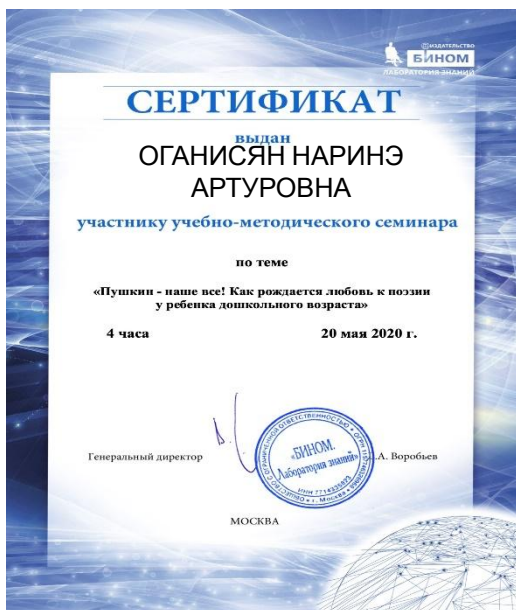 ИЗДАТЕЛЬСТВО
БИНОМ
ЛАБОРАТОРИЯ ЗНАНИЙ
СЕРТИФИКАТ
выдан
ОГАНИСЯН НАРИНЭ
АРТУРОВНА
участнику учебно-методического семинара
по теме
«Пушкин - наше все! Как рождается любовь к поэзии
у ребенка дошкольного возраста»
4 часа 20 мая 2020 г.
Генеральный директор А. Воробьев
«БИНОМ.
Лаборатория знаний»
МОСКВА